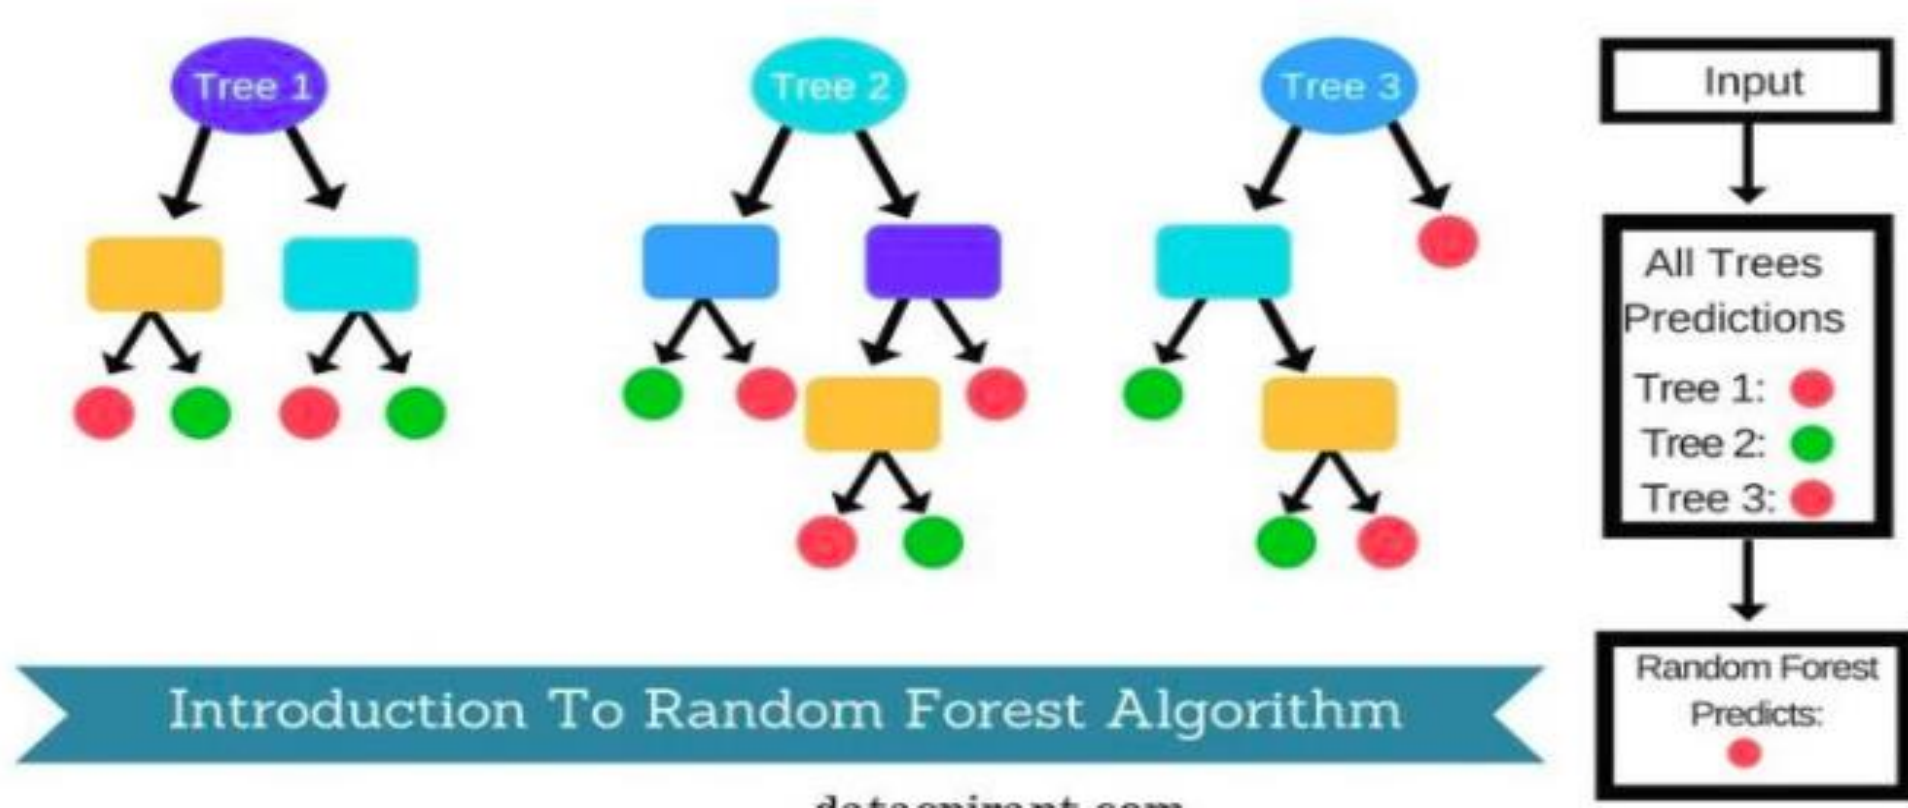 Tree 1
Tree 2
Tree 3
Input
All Trees
Predictions
Tree 1:
Tree 2:
Tree 3:
Random Forest
Predicts:
Introduction To Random Forest Algorithm